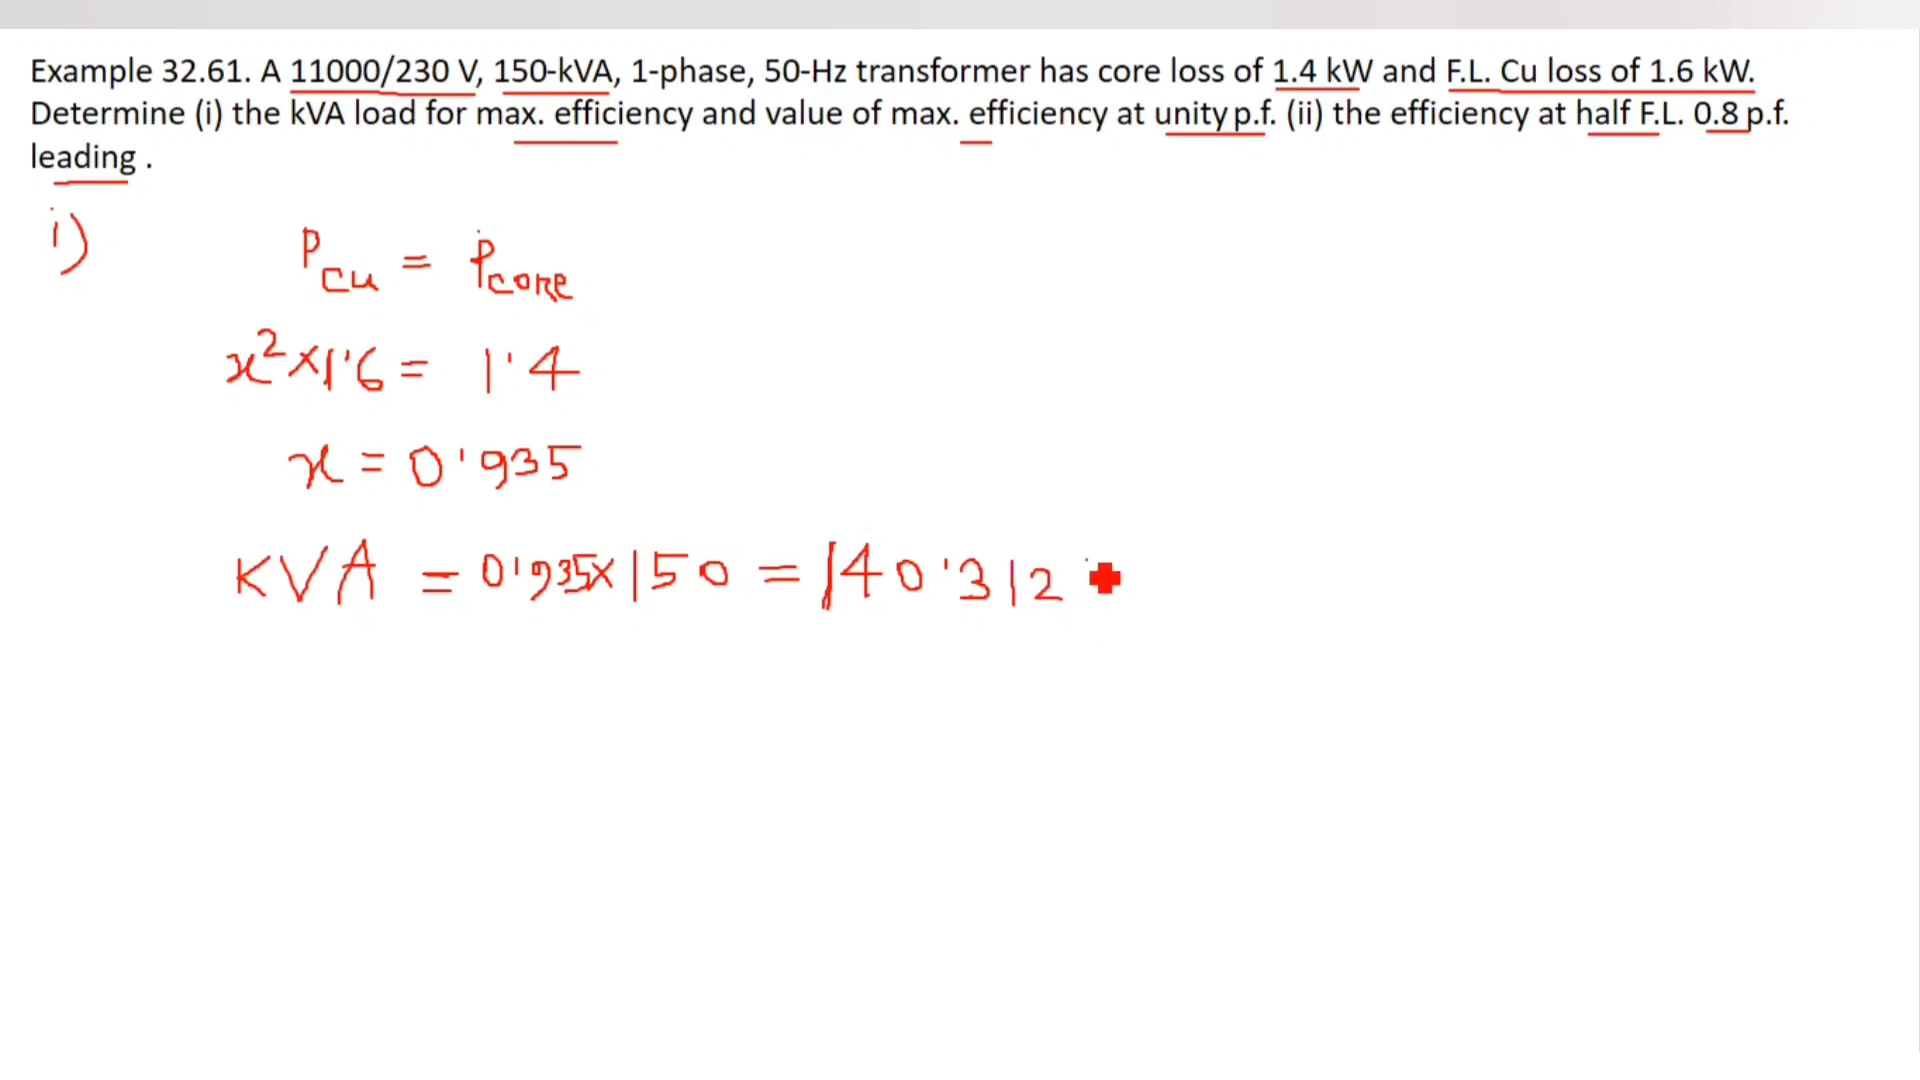 Example 32.61. A 11000/230 V, 150-kVA, 1-phase, 50-Hz transformer has core loss of 1.4 kW and F.L. Cu loss of 1.6 kW.
Determine (i) the kVA load for max. efficiency and value of max. efficiency at unity p.f. (ii) the efficiency at half F.L. 0.8 p.f.
leading .
i)
P_cu = P_core
x² × 1.6 = 1.4
x = 0.935
KVA = 0.935 × 150 = 140.312